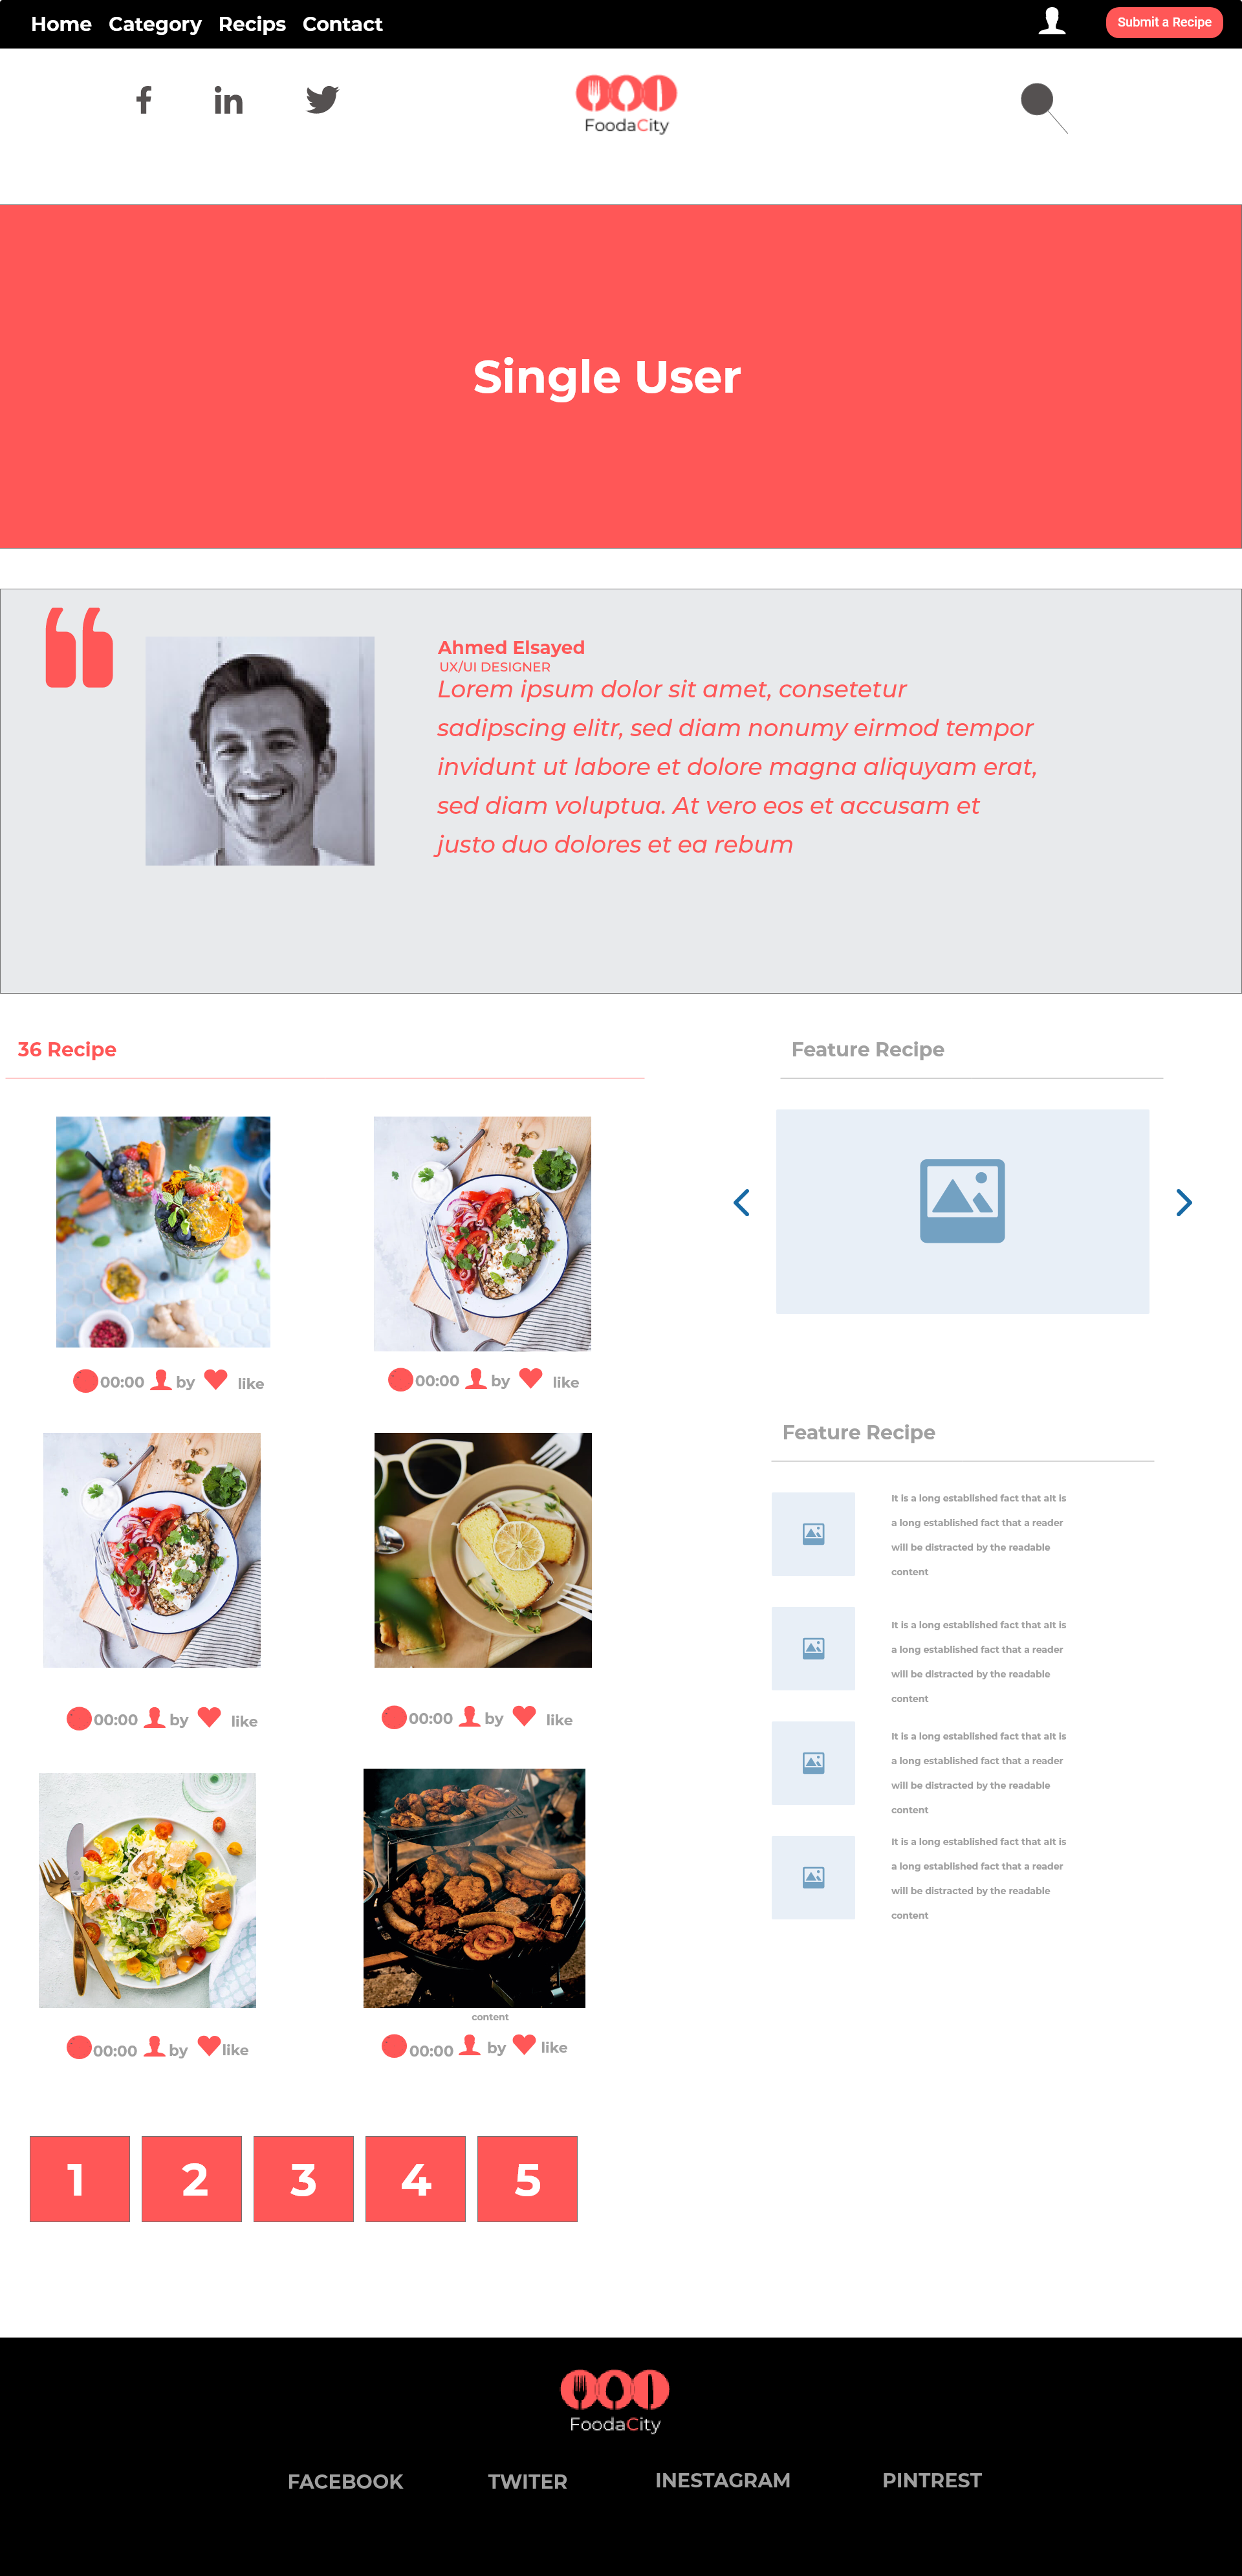 Home Category Recips Contact
Submit a Recipe
FoodaCity
Single User
Ahmed Elsayed
UX/UI DESIGNER
Lorem ipsum dolor sit amet, consetetur
sadipscing elitr, sed diam nonumy eirmod tempor
invidunt ut labore et dolore magna aliquyam erat,
sed diam voluptua. At vero eos et accusam et
justo duo dolores et ea rebum
36 Recipe
00:00 by like
00:00 by like
00:00 by like
00:00 by like
content
00:00 by like
00:00 by like
1 2 3 4 5
Feature Recipe
Feature Recipe
It is a long established fact that alt is
a long established fact that a reader
will be distracted by the readable
content
It is a long established fact that alt is
a long established fact that a reader
will be distracted by the readable
content
It is a long established fact that alt is
a long established fact that a reader
will be distracted by the readable
content
It is a long established fact that alt is
a long established fact that a reader
will be distracted by the readable
content
FoodaCity
FACEBOOK TWITER INESTAGRAM PINTREST